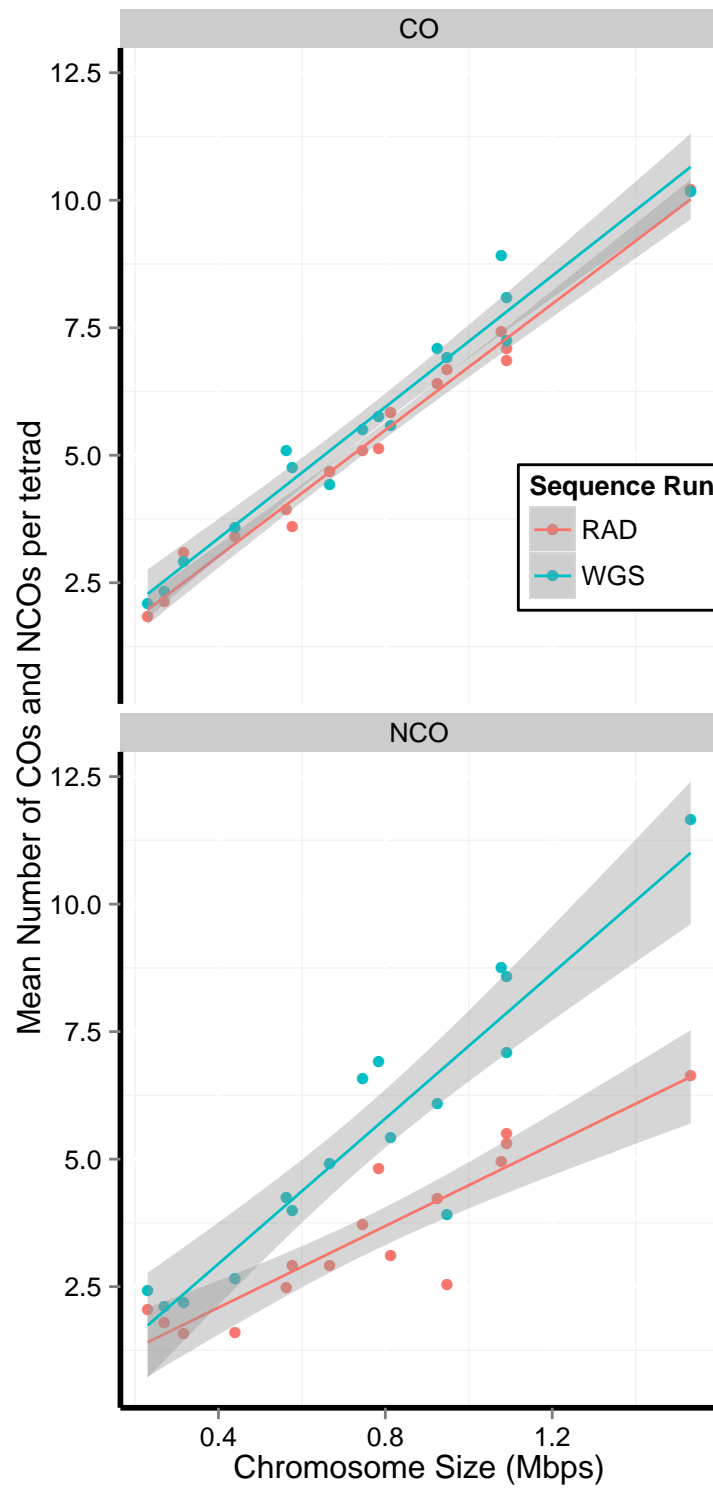 CO
12.5
10.0
7.5
5.0
2.5
Sequence Run
RAD
WGS
NCO
12.5
10.0
7.5
5.0
2.5
0.4 0.8 1.2
Chromosome Size (Mbps)
Mean Number of COs and NCOs per tetrad